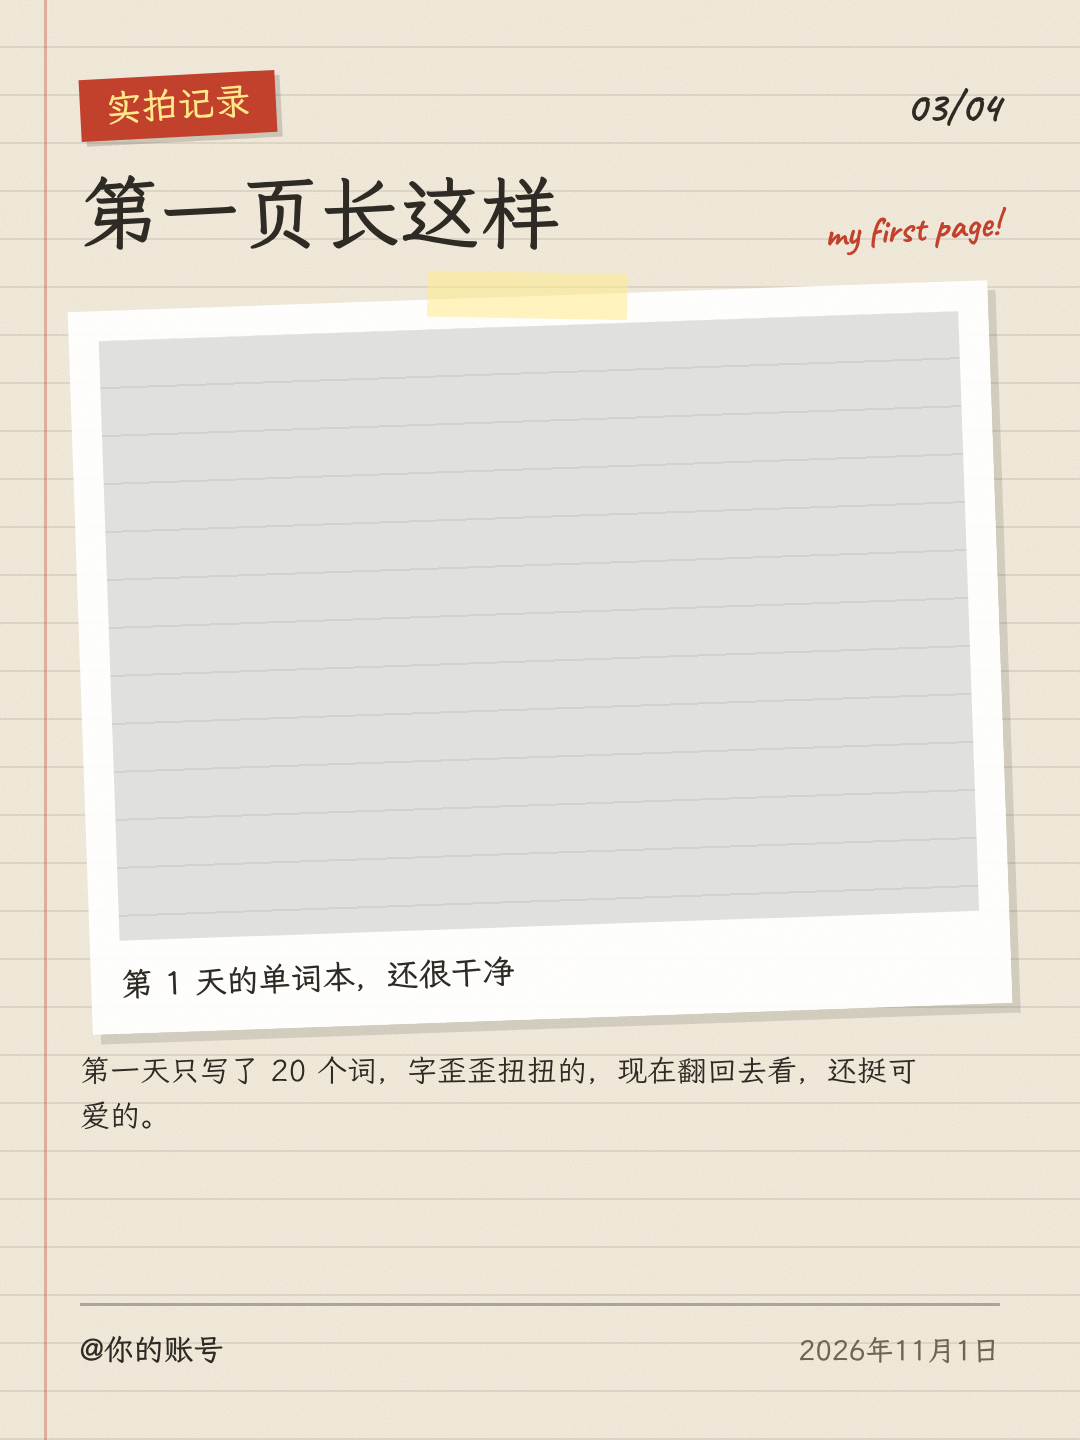 实拍记录
03/04
第一页长这样
my first page!
第 1 天的单词本，还很干净
第一天只写了 20 个词，字歪歪扭扭的，现在翻回去看，还挺可
爱的。
@你的账号
2026年11月1日